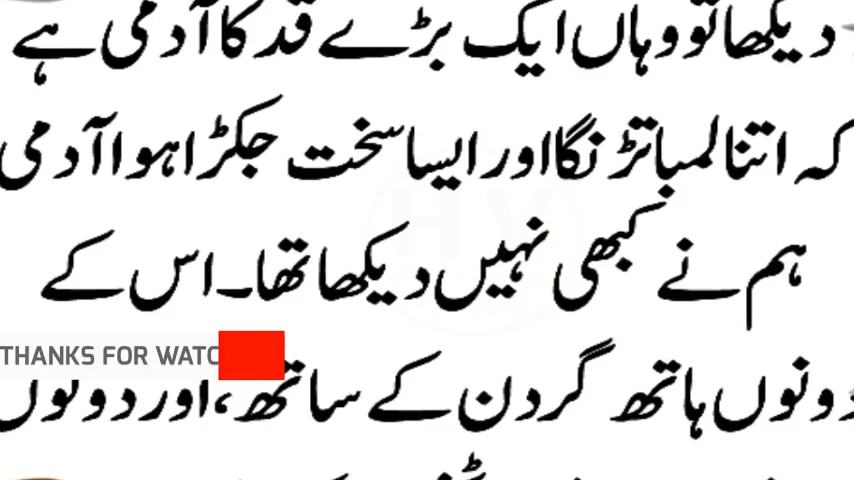 دیکھا تو وہاں ایک بڑے قد کا آدمی ہے
کہ اتنا لمبا تڑنگا اور ایسا سخت جکڑا ہوا آدمی
ہم نے کبھی نہیں دیکھا تھا۔ اس کے
دونوں ہاتھ گردن کے ساتھ، اور دونوں
THANKS FOR WATC